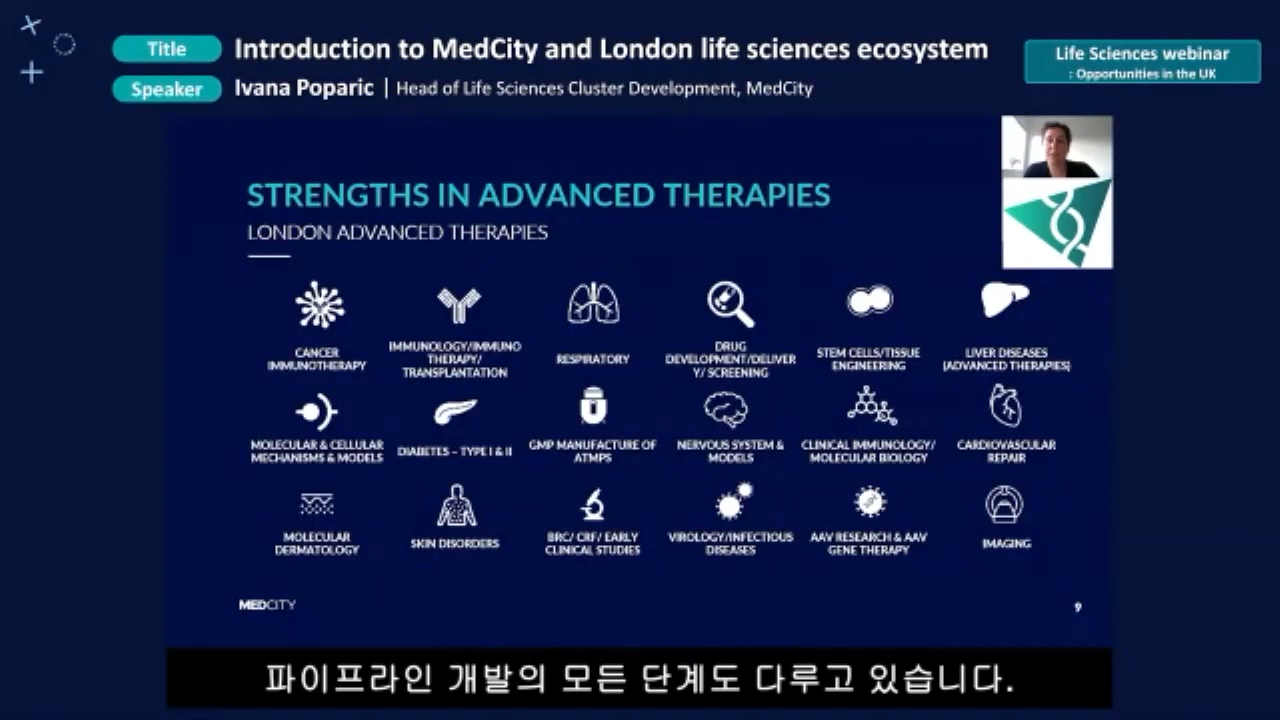 Title
Introduction to MedCity and London life sciences ecosystem
Life Sciences webinar
: Opportunities in the UK
Speaker
Ivana Poparic | Head of Life Sciences Cluster Development, MedCity
STRENGTHS IN ADVANCED THERAPIES
LONDON ADVANCED THERAPIES
CANCER
IMMUNOTHERAPY
IMMUNOLOGY/IMMUNO
THERAPY/
TRANSPLANTATION
RESPIRATORY
DRUG
DEVELOPMENT/DELIVER
Y/ SCREENING
STEM CELLS/TISSUE
ENGINEERING
LIVER DISEASES
(ADVANCED THERAPIES)
MOLECULAR & CELLULAR
MECHANISMS & MODELS
DIABETES – TYPE I & II
GMP MANUFACTURE OF
ATMPS
NERVOUS SYSTEM &
MODELS
CLINICAL IMMUNOLOGY/
MOLECULAR BIOLOGY
CARDIOVASCULAR
REPAIR
MOLECULAR
DERMATOLOGY
SKIN DISORDERS
BRC/ CRF/ EARLY
CLINICAL STUDIES
VIROLOGY/INFECTIOUS
DISEASES
AAV RESEARCH & AAV
GENE THERAPY
IMAGING
MEDCITY
9
파이프라인 개발의 모든 단계도 다루고 있습니다.